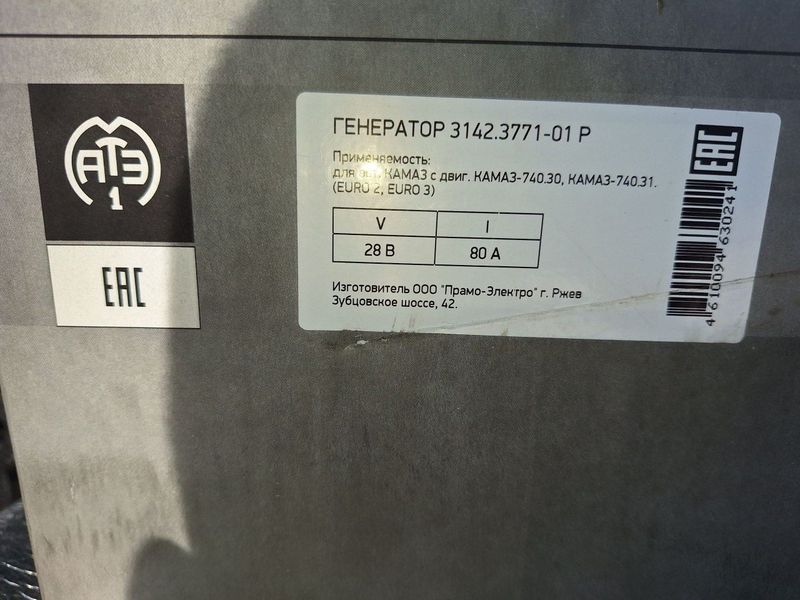 АТЭ
1
EAC
ГЕНЕРАТОР 3142.3771-01 Р
Применяемость:
для КАМАЗ с двиг. КАМАЗ-740.30, КАМАЗ-740.31.
(EURO 2, EURO 3)
V I
28 В 80 А
Изготовитель ООО "Прамо-Электро" г. Ржев
Зубцовское шоссе, 42.
EAC
4 610094 630241